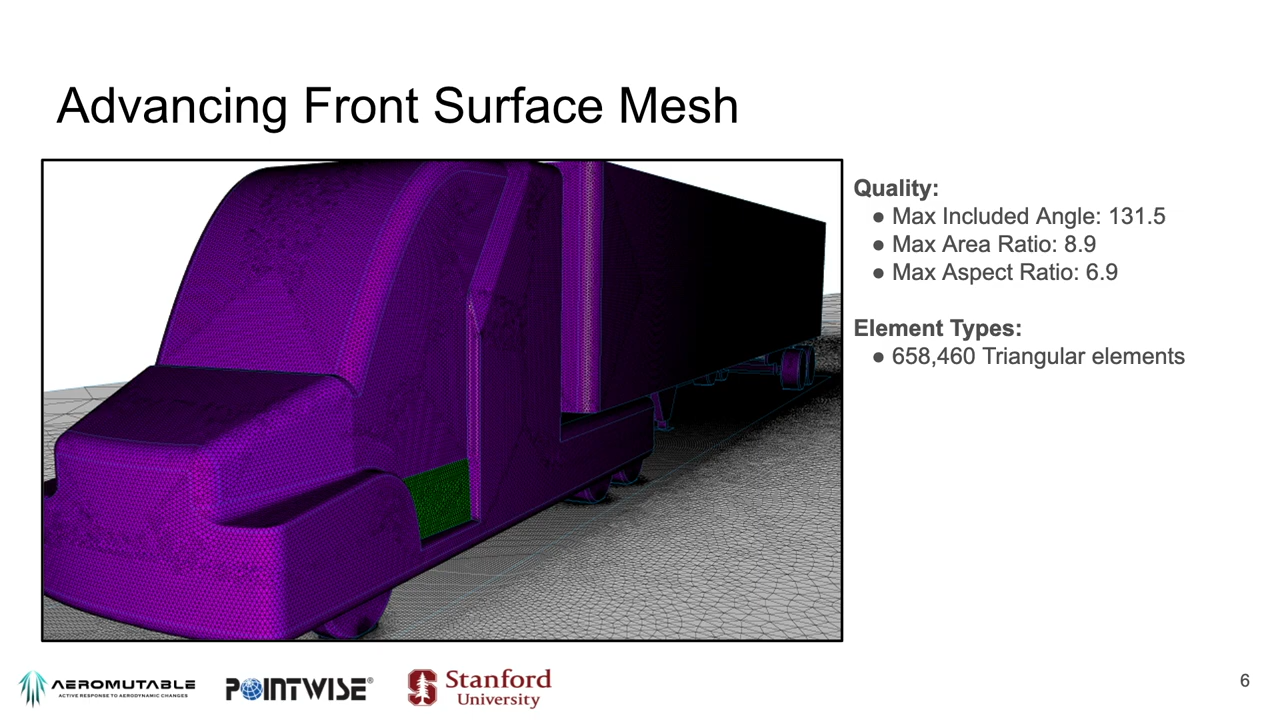 Advancing Front Surface Mesh
Quality:
● Max Included Angle: 131.5
● Max Area Ratio: 8.9
● Max Aspect Ratio: 6.9
Element Types:
● 658,460 Triangular elements
AEROMUTABLE
ACTIVE RESPONSE TO AERODYNAMIC CHANGES
POINTWISE®
Stanford
University
6